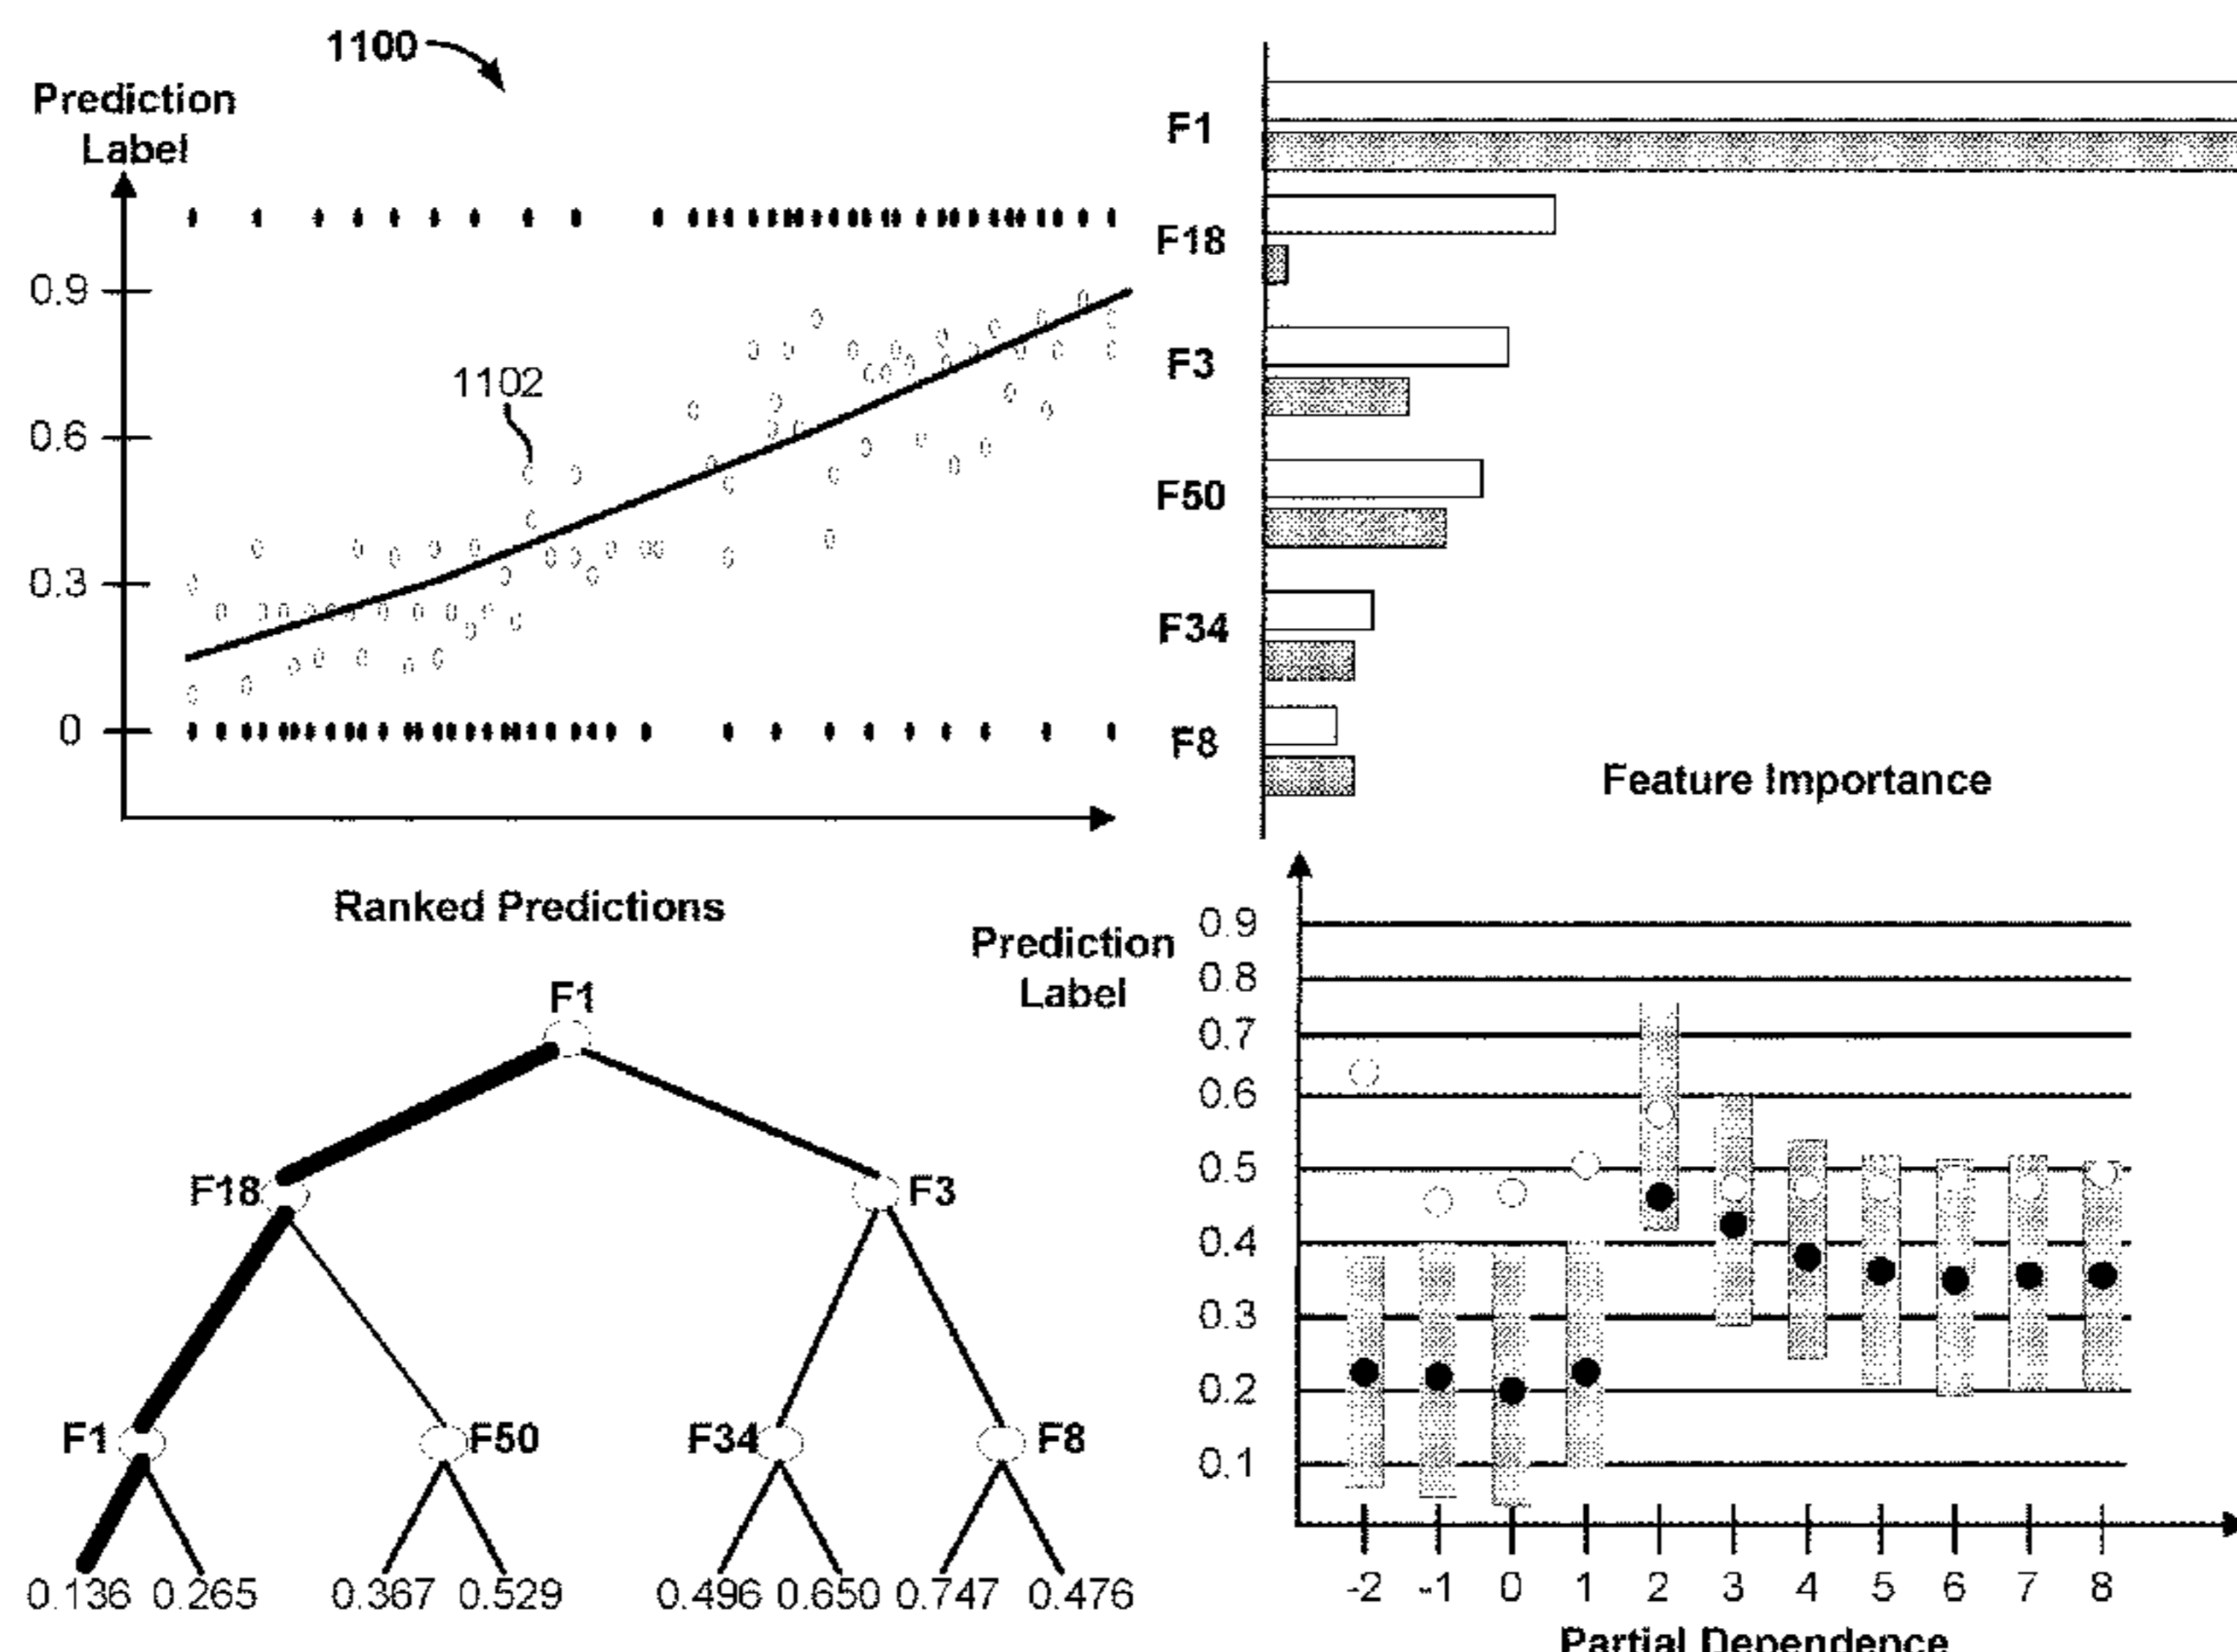 1100
Prediction
Label
0.9
0.6
0.3
0
1102
Ranked Predictions
F1
F18
F3
F50
F34
F8
Feature Importance
F1
F18
F3
F1
F50
F34
F8
0.136 0.265 0.367 0.529 0.496 0.650 0.747 0.476
Prediction
Label
0.9
0.8
0.7
0.6
0.5
0.4
0.3
0.2
0.1
-2 -1 0 1 2 3 4 5 6 7 8
Partial Dependence